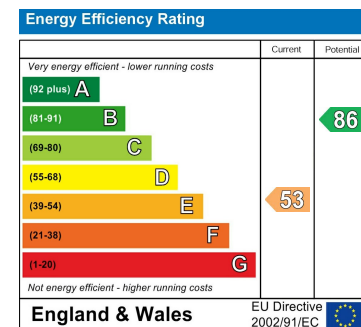 Energy Efficiency Rating
Current Potential
Very energy efficient - lower running costs
(92 plus) A
(81-91) B
86
(69-80) C
(55-68) D
(39-54) E
53
(21-38) F
(1-20) G
Not energy efficient - higher running costs
England & Wales
EU Directive
2002/91/EC